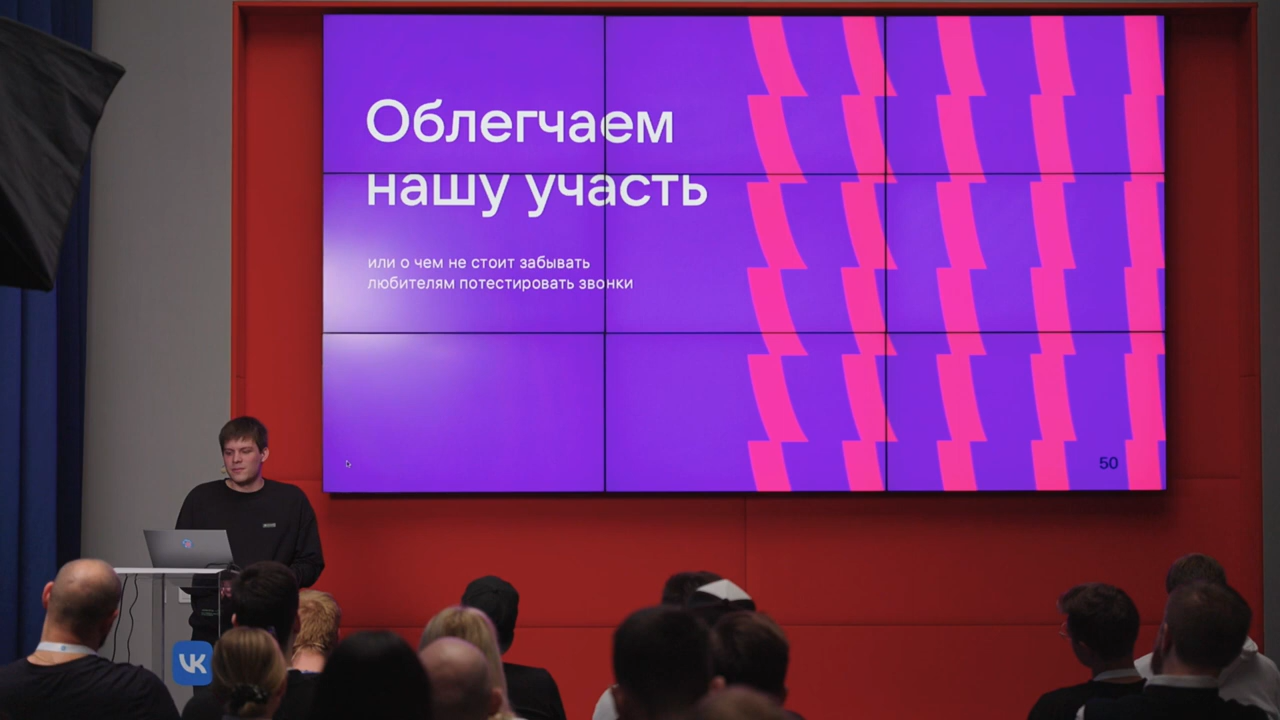 Облегчаем
нашу участь
или о чем не стоит забывать
любителям потестировать звонки
50
VK